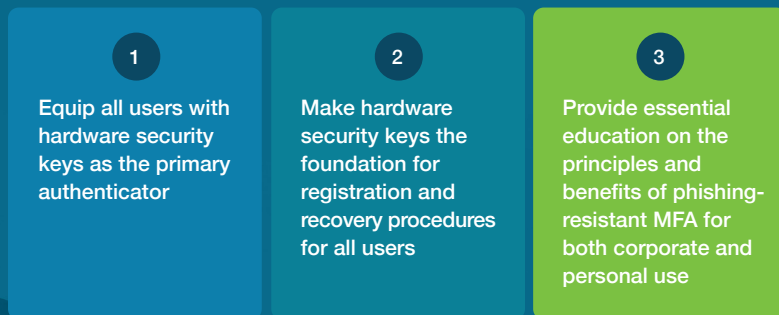 1
Equip all users with
hardware security
keys as the primary
authenticator
2
Make hardware
security keys the
foundation for
registration and
recovery procedures
for all users
3
Provide essential
education on the
principles and
benefits of phishing-
resistant MFA for
both corporate and
personal use